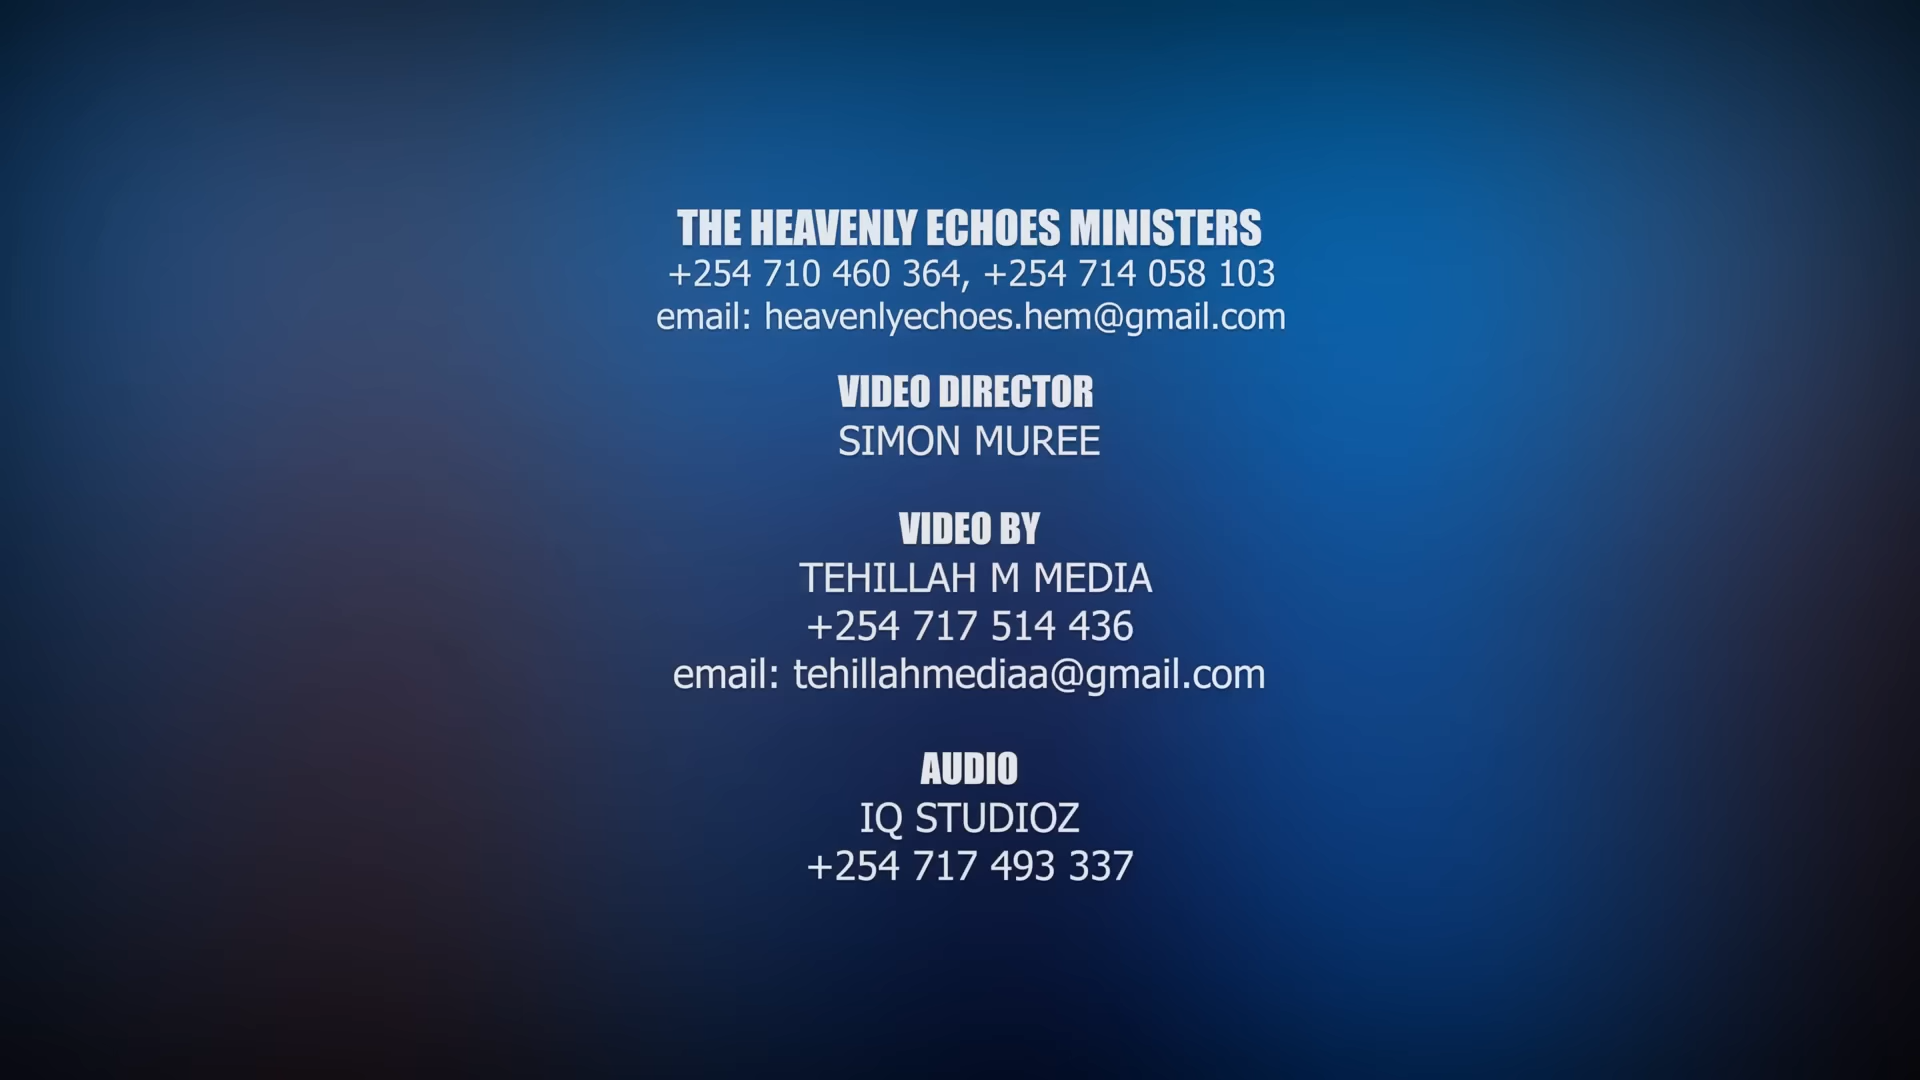 THE HEAVENLY ECHOES MINISTERS
+254 710 460 364, +254 714 058 103
email: heavenlyechoes.hem@gmail.com
VIDEO DIRECTOR
SIMON MUREE
VIDEO BY
TEHILLAH M MEDIA
+254 717 514 436
email: tehillahmediaa@gmail.com
AUDIO
IQ STUDIOZ
+254 717 493 337